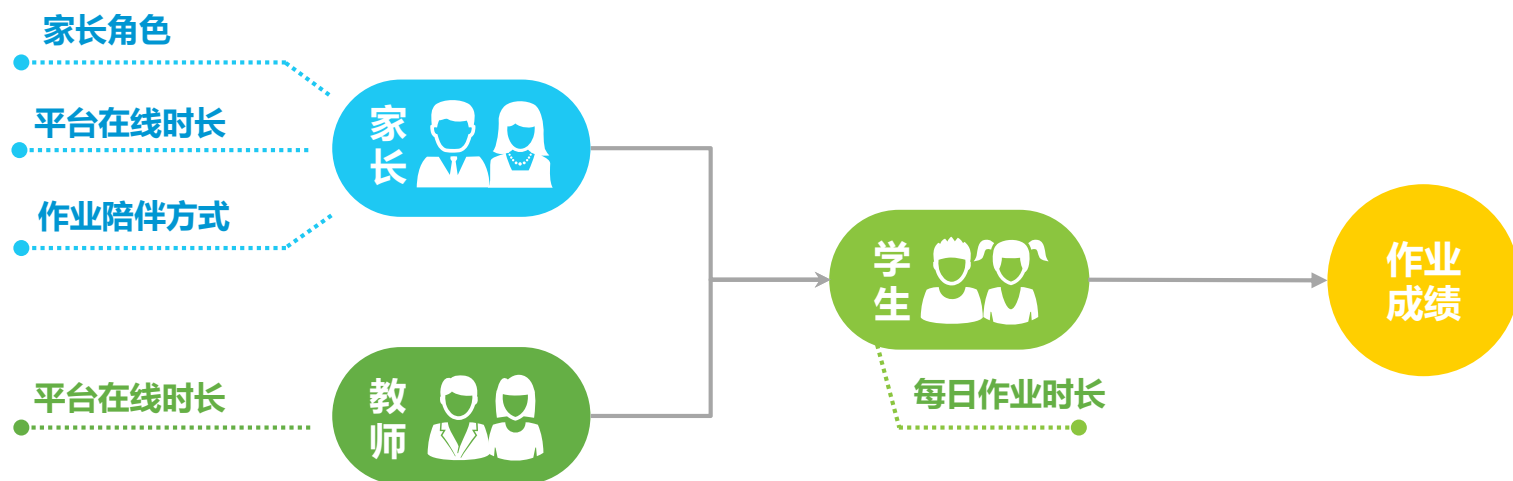 家长角色
平台在线时长
作业陪伴方式
家
长
平台在线时长
教
师
学
生
每日作业时长
作业
成绩